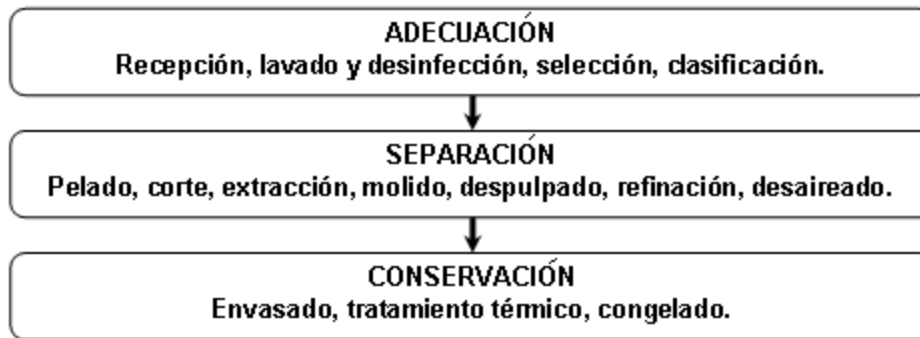 ADECUACIÓN
Recepción, lavado y desinfección, selección, clasificación.
SEPARACIÓN
Pelado, corte, extracción, molido, despulpado, refinación, desaireado.
CONSERVACIÓN
Envasado, tratamiento térmico, congelado.